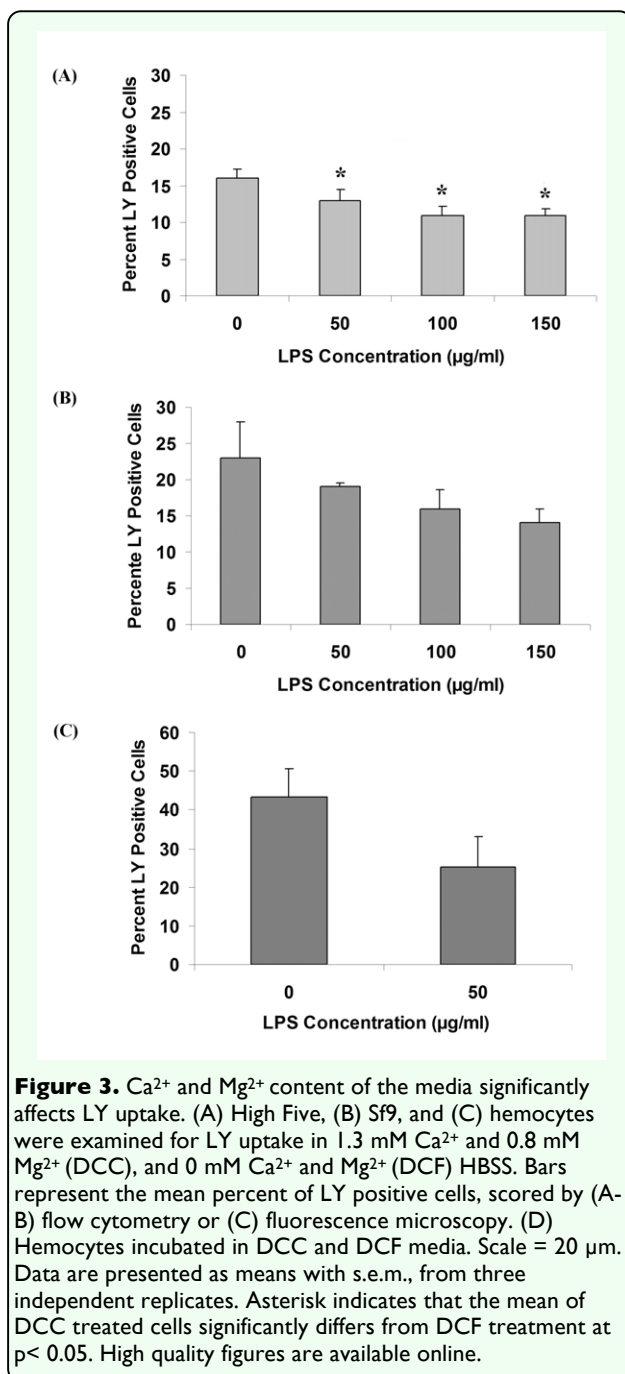 (A)
Percent LY Positive Cells
30
25
20
15
10
5
0
* * *
0 50 100 150
LPS Concentration (µg/ml)
(B)
Percente LY Positive Cells
30
25
20
15
10
5
0
0 50 100 150
LPS Concentration (µg/ml)
(C)
Percent LY Positive Cells
60
50
40
30
20
10
0
0 50
LPS Concentration (µg/ml)
Figure 3. Ca²⁺ and Mg²⁺ content of the media significantly
affects LY uptake. (A) High Five, (B) Sf9, and (C) hemocytes
were examined for LY uptake in 1.3 mM Ca²⁺ and 0.8 mM
Mg²⁺ (DCC), and 0 mM Ca²⁺ and Mg²⁺ (DCF) HBSS. Bars
represent the mean percent of LY positive cells, scored by (A-
B) flow cytometry or (C) fluorescence microscopy. (D)
Hemocytes incubated in DCC and DCF media. Scale = 20 µm.
Data are presented as means with s.e.m., from three
independent replicates. Asterisk indicates that the mean of
DCC treated cells significantly differs from DCF treatment at
p< 0.05. High quality figures are available online.